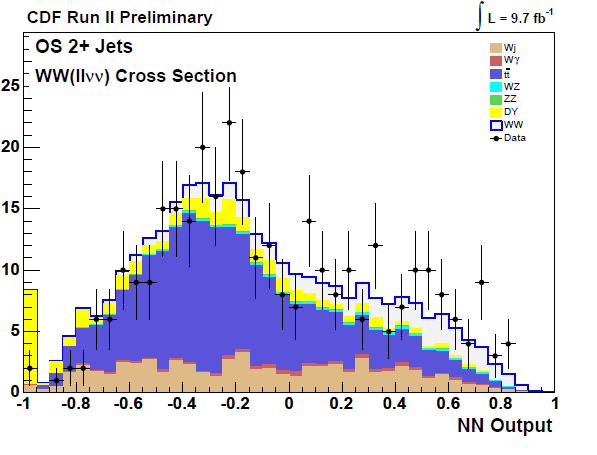 CDF Run II Preliminary
∫ L = 9.7 fb⁻¹
OS 2+ Jets
WW(llνν) Cross Section
Wj
Wγ
tt̄
WZ
ZZ
DY
WW
Data
25
20
15
10
5
0
-1 -0.8 -0.6 -0.4 -0.2 0 0.2 0.4 0.6 0.8 1
NN Output